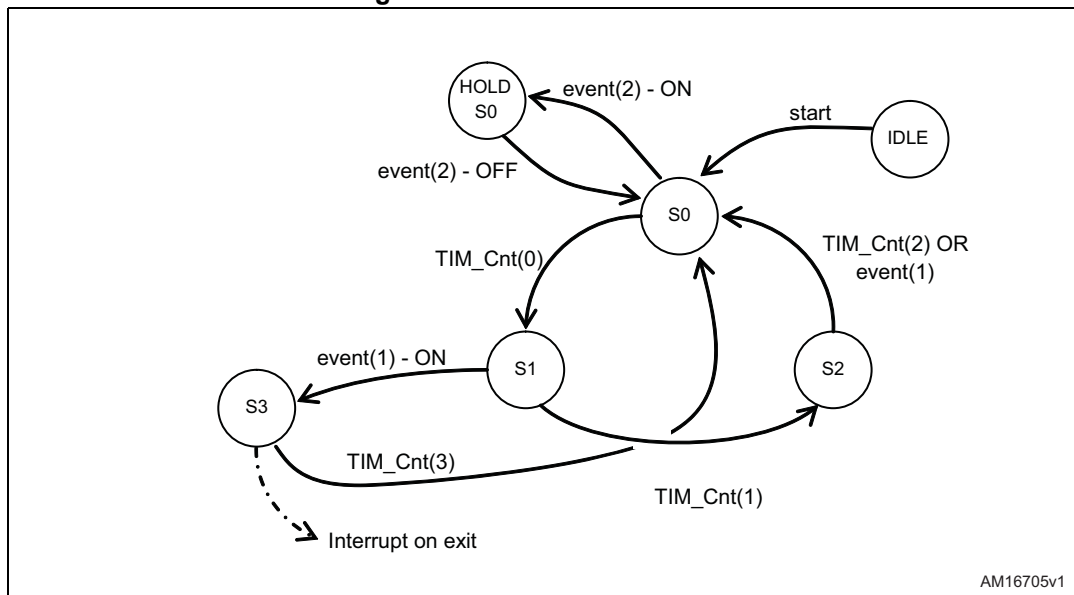 g
HOLD
S0
event(2) - ON
start
IDLE
event(2) - OFF
S0
TIM_Cnt(0)
TIM_Cnt(2) OR
event(1)
event(1) - ON
S1
S2
S3
TIM_Cnt(3)
TIM_Cnt(1)
Interrupt on exit
AM16705v1